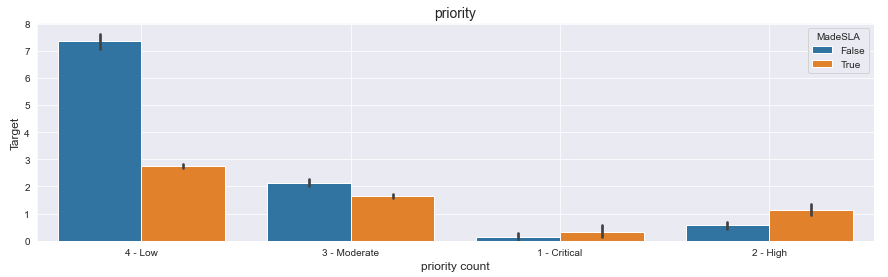 priority
MadeSLA
False
True
Target
8
7
6
5
4
3
2
1
0
4 - Low
3 - Moderate
1 - Critical
2 - High
priority count